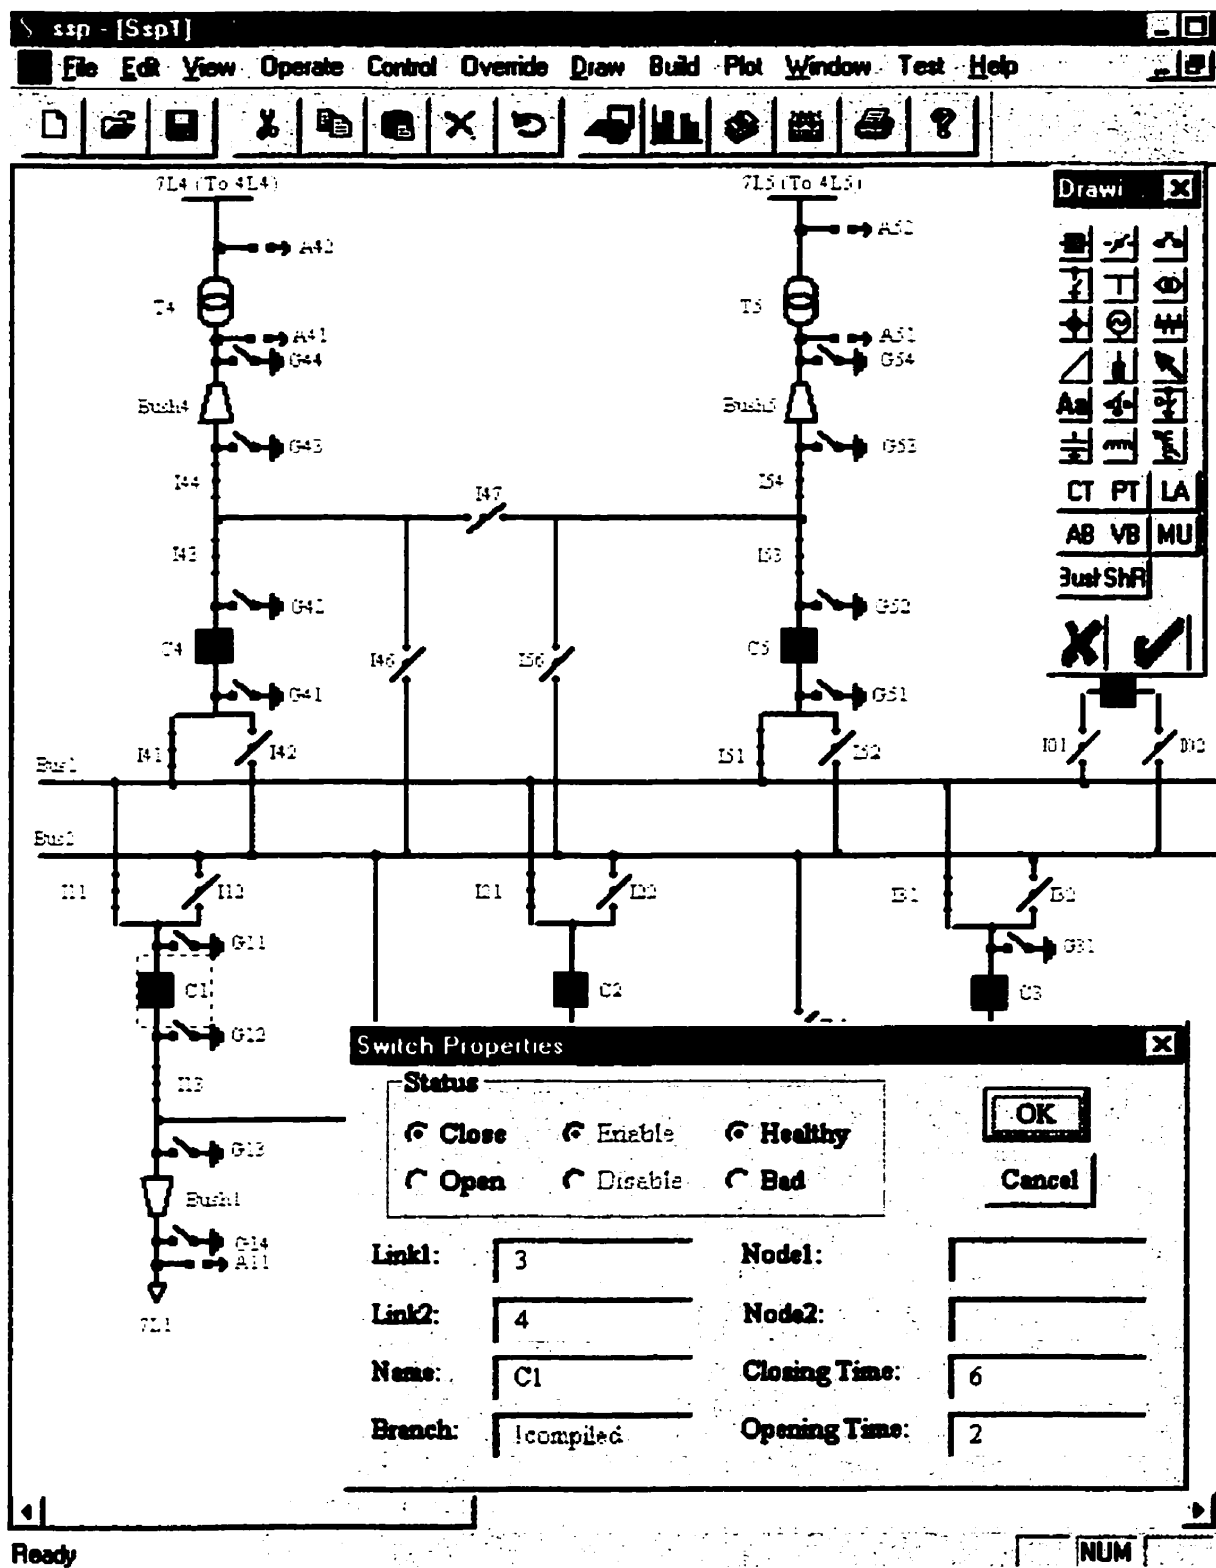 ssp - [Ssp1]
File Edit View Operate Control Override Draw Build Plot Window Test Help
7L4 (To 4L4)
7L5 (To 4L5)
Drawi
A42
A52
T4
T5
A41
A51
G44
G54
Bush4
Bush5
G43
G53
I44
I54
Aa
I47
CT PT LA
I43
I53
AB VB MU
ShR
G42
G52
C4
I46
I56
C5
G41
G51
I41
I42
I51
I52
I01
I02
Bus1
Bus2
I11
I12
I21
I22
I31
I32
G11
G31
C1
C2
C3
G12
Switch Properties
I13
Status
Close Enable Healthy
OK
G13
Open Disable Bad
Cancel
Bush1
G14
A11
7L1
Link1: 3 Node1:
Link2: 4 Node2:
Name: C1 Closing Time: 6
Branch: !compiled Opening Time: 2
Ready
NUM